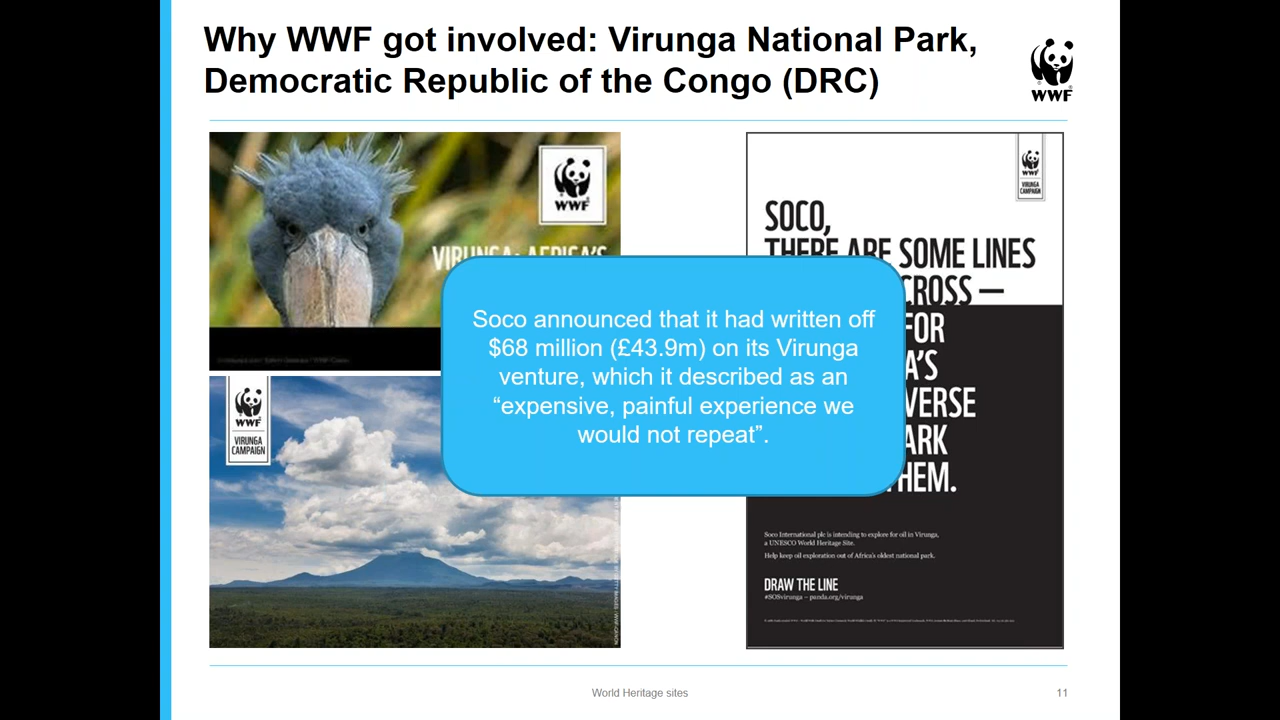 Why WWF got involved: Virunga National Park,
Democratic Republic of the Congo (DRC)
WWF
WWF
VIRUNGA: AFRICA'S
WWF
VIRUNGA
CAMPAIGN
WWF
VIRUNGA
CAMPAIGN
SOCO,
THERE ARE SOME LINES
CROSS —
FOR
A'S
VERSE
ARK
THEM.
Soco announced that it had written off
$68 million (£43.9m) on its Virunga
venture, which it described as an
“expensive, painful experience we
would not repeat”.
Soco International plc is intending to explore for oil in Virunga,
a UNESCO World Heritage Site.
Help keep oil exploration out of Africa's oldest national park.
DRAW THE LINE
#SOSvirunga – panda.org/virunga
World Heritage sites
11